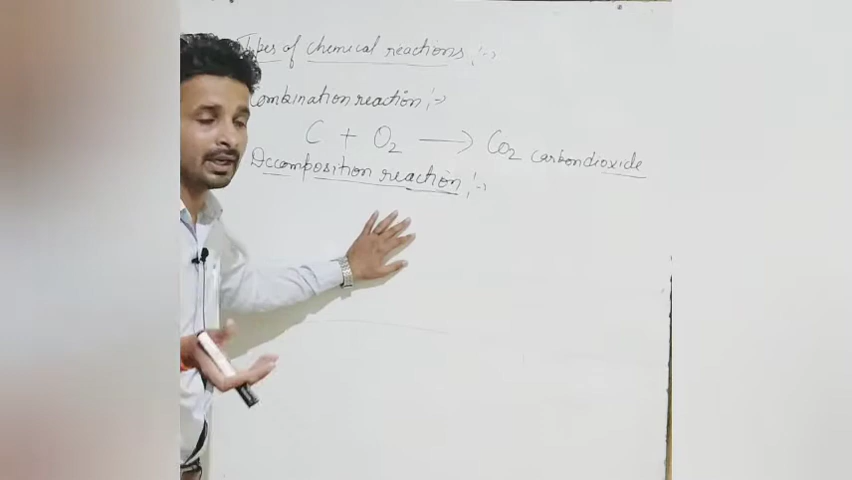 Types of chemical reactions :-
Combination reaction :-
C + O₂ ⟶ CO₂ carbondioxide
Decomposition reaction :-